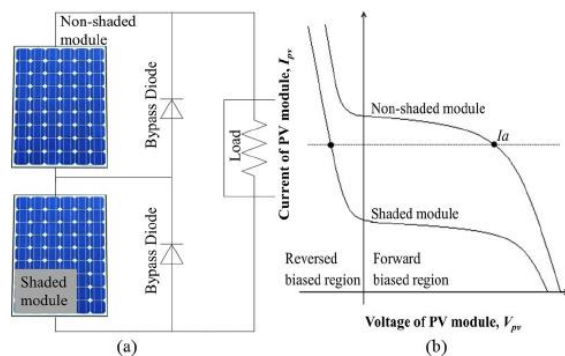 (a)
Non-shaded
module
Bypass Diode
Load
Bypass Diode
Shaded
module
(a)
Current of PV module, Ipv
Non-shaded module
Ia
Shaded module
Reversed
biased region
Forward
biased region
Voltage of PV module, Vpv
(b)